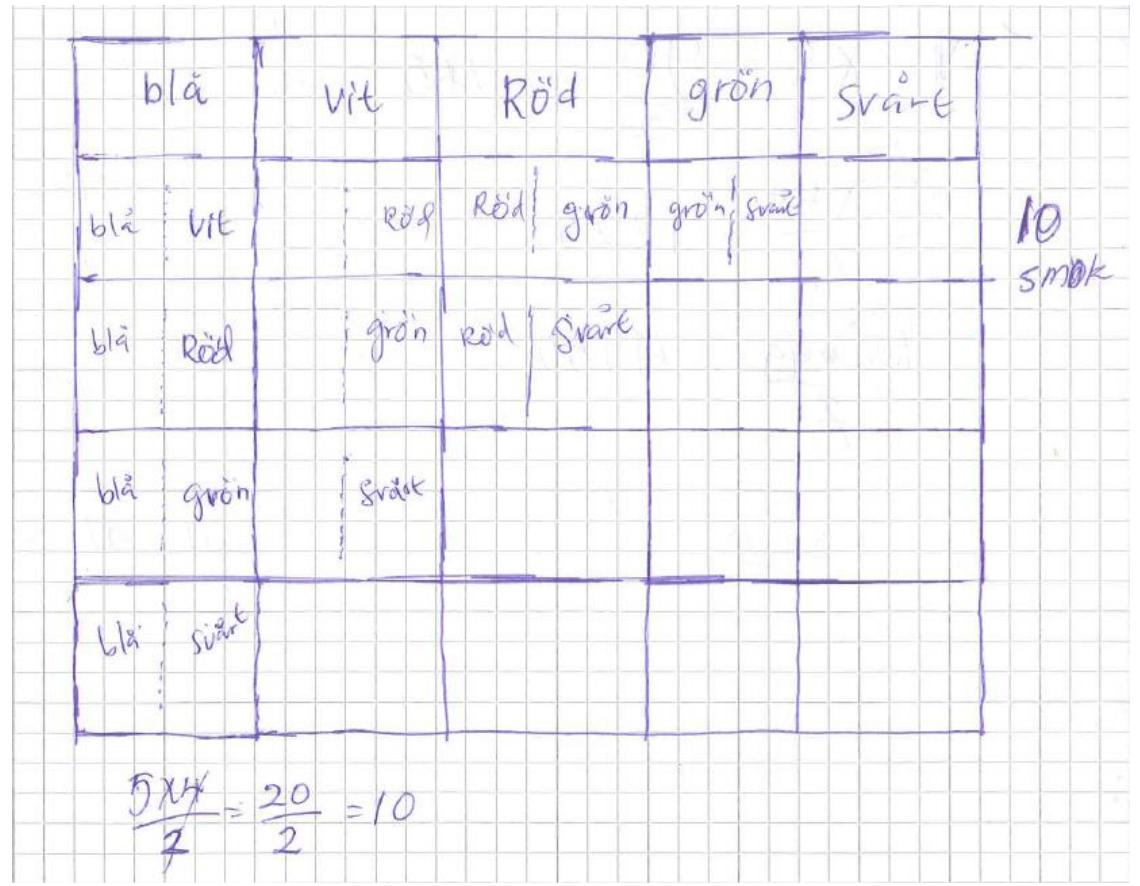 blå vit Röd grön Svårt
blå vit Röd Röd grön grön svårt
10
smak
blå Röd grön Röd Svårt
blå grön Svårt
blå svårt
5x4/2 = 20/2 = 10